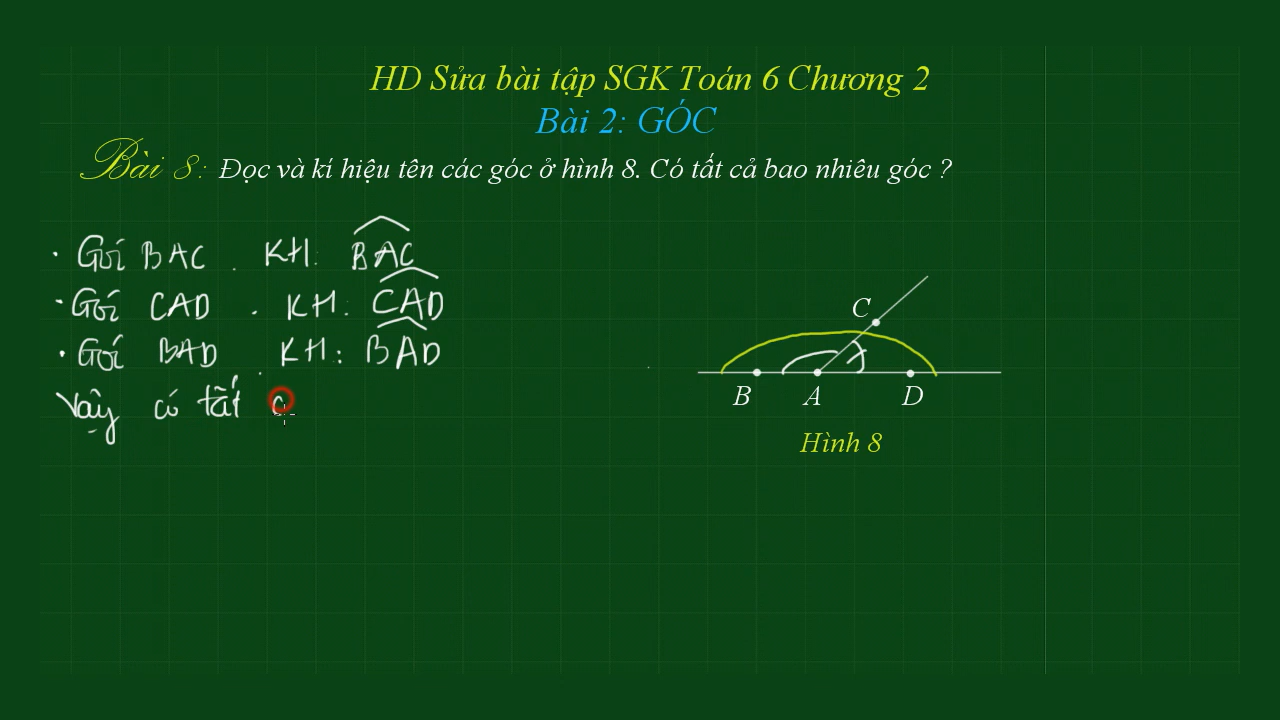 HD Sửa bài tập SGK Toán 6 Chương 2
Bài 2: GÓC
Bài 8: Đọc và kí hiệu tên các góc ở hình 8. Có tất cả bao nhiêu góc ?
. Góc BAC . KH: BAC
. Góc CAD . KH: CAD
. Góc BAD . KH: BAD
Vậy có tất c
C
B A D
Hình 8